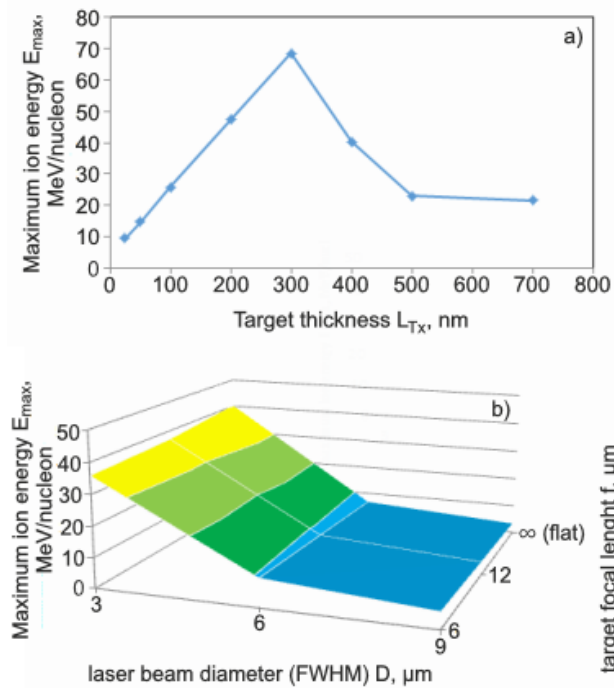 a)
Maximum ion energy Emax,
MeV/nucleon
80
70
60
50
40
30
20
10
0
0 100 200 300 400 500 600 700 800
Target thickness LTx, nm
b)
Maximum ion energy Emax,
MeV/nucleon
50
40
30
20
10
0
3
6
9
laser beam diameter (FWHM) D, µm
∞ (flat)
12
6
target focal lenght f, µm